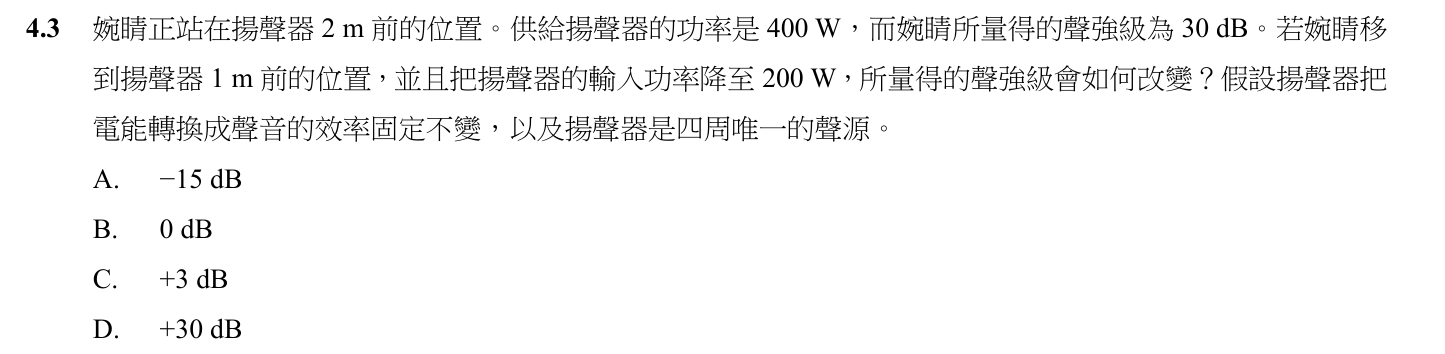 4.3 婉睛正站在揚聲器 2 m 前的位置。供給揚聲器的功率是 400 W，而婉睛所量得的聲強級為 30 dB。若婉睛移
到揚聲器 1 m 前的位置，並且把揚聲器的輸入功率降至 200 W，所量得的聲強級會如何改變？假設揚聲器把
電能轉換成聲音的效率固定不變，以及揚聲器是四周唯一的聲源。
A. −15 dB
B. 0 dB
C. +3 dB
D. +30 dB